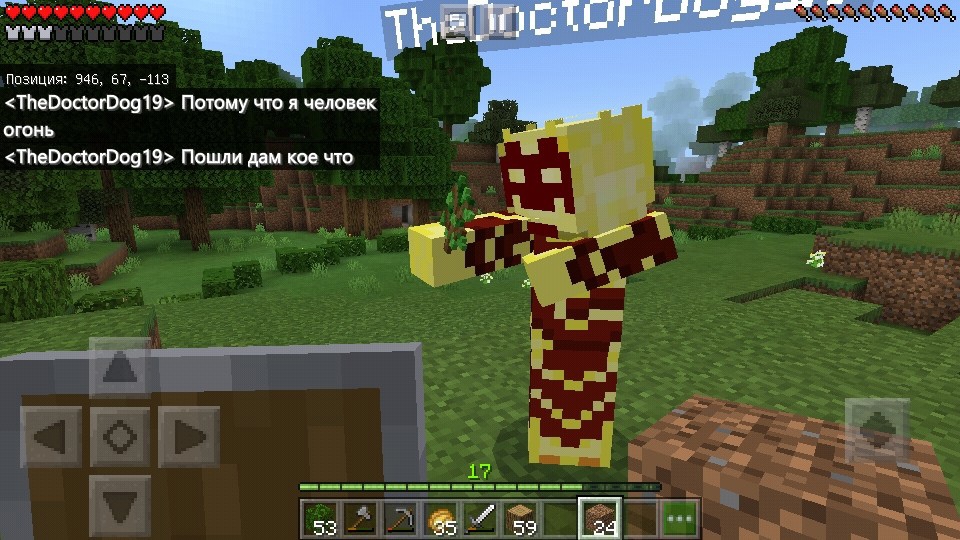 TheDoctorDog
Позиция: 946, 67, -113
<TheDoctorDog19> Потому что я человек
огонь
<TheDoctorDog19> Пошли дам кое что
17
53 35 59 24